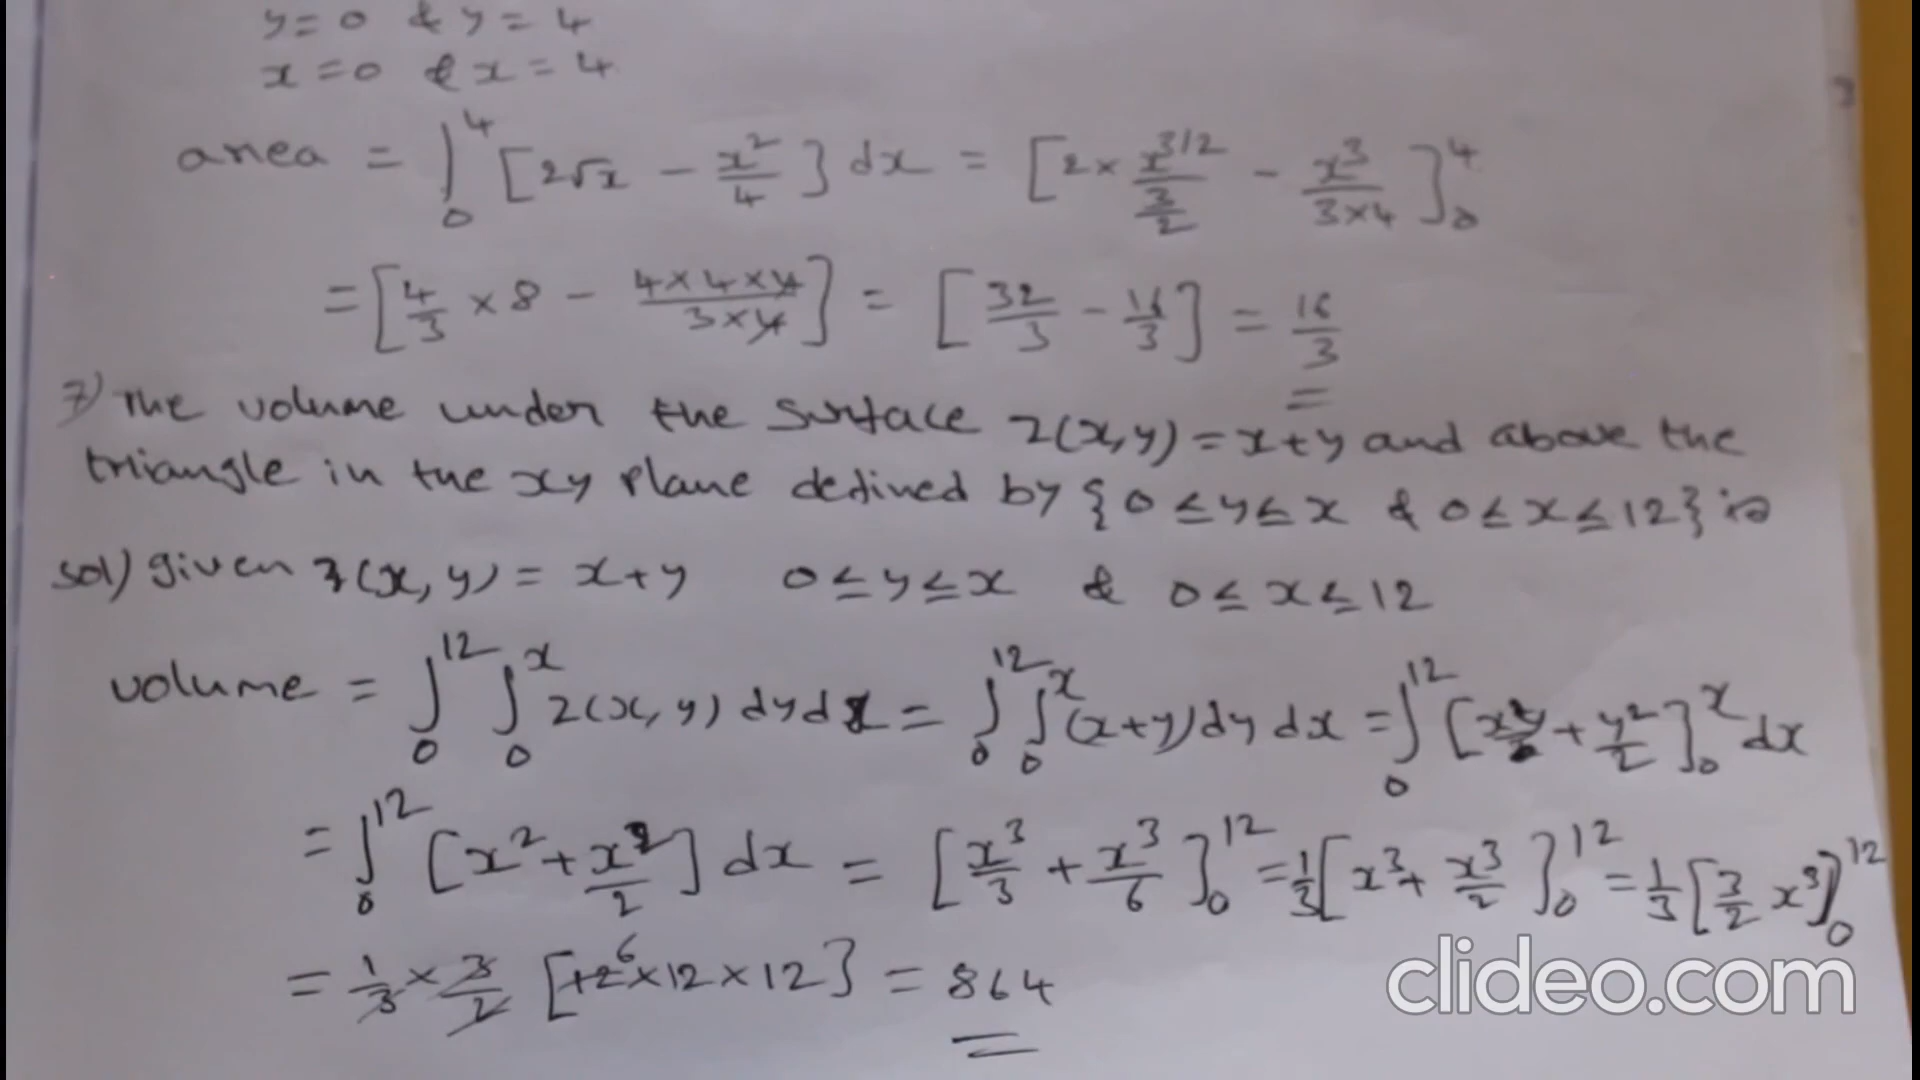 y=0 & y=4
x=0 & x=4
area = ∫₀⁴ [2√x - x²/4] dx = [2 × x^(3/2)/(3/2) - x³/(3×4)]₀⁴
= [4/3 × 8 - (4×4×4)/(3×4)] = [32/3 - 16/3] = 16/3
7) The volume under the surface z(x,y) = x+y and above the
triangle in the xy plane defined by {0≤y≤x & 0≤x≤12} is
sol) given z(x,y) = x+y 0≤y≤x & 0≤x≤12
volume = ∫₀¹² ∫₀ˣ z(x,y) dy dx = ∫₀¹² ∫₀ˣ (x+y) dy dx = ∫₀¹² [xy + y²/2]₀ˣ dx
= ∫₀¹² [x² + x²/2] dx = [x³/3 + x³/6]₀¹² = 1/3 [x³ + x³/2]₀¹² = 1/3 [3/2 x³]₀¹²
= 1/3 × 3/2 [12 6 × 12 × 12] = 864
clideo.com